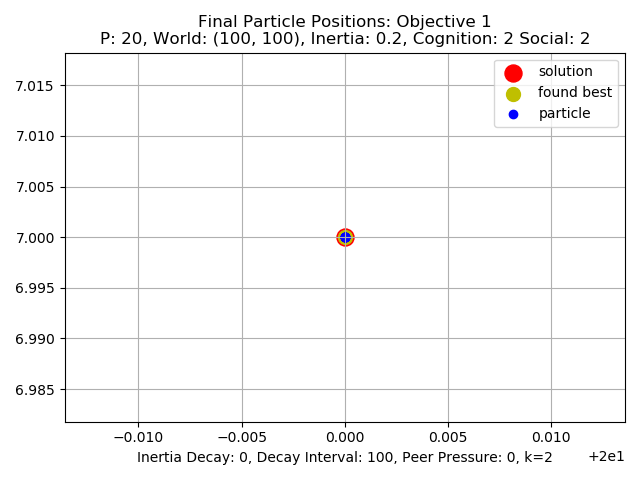 Final Particle Positions: Objective 1
P: 20, World: (100, 100), Inertia: 0.2, Cognition: 2 Social: 2
solution
found best
particle
7.015
7.010
7.005
7.000
6.995
6.990
6.985
−0.010 −0.005 0.000 0.005 0.010
Inertia Decay: 0, Decay Interval: 100, Peer Pressure: 0, k=2 +2e1